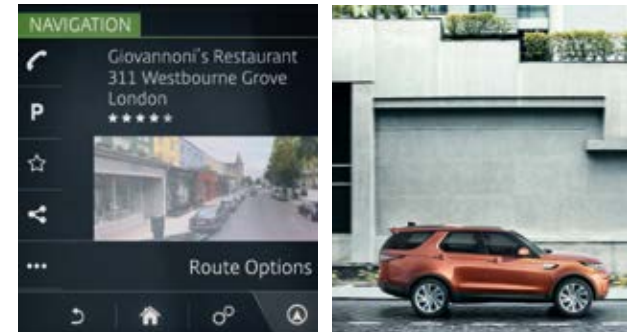 NAVIGATION
Giovannoni's Restaurant
311 Westbourne Grove
London
P
Route Options